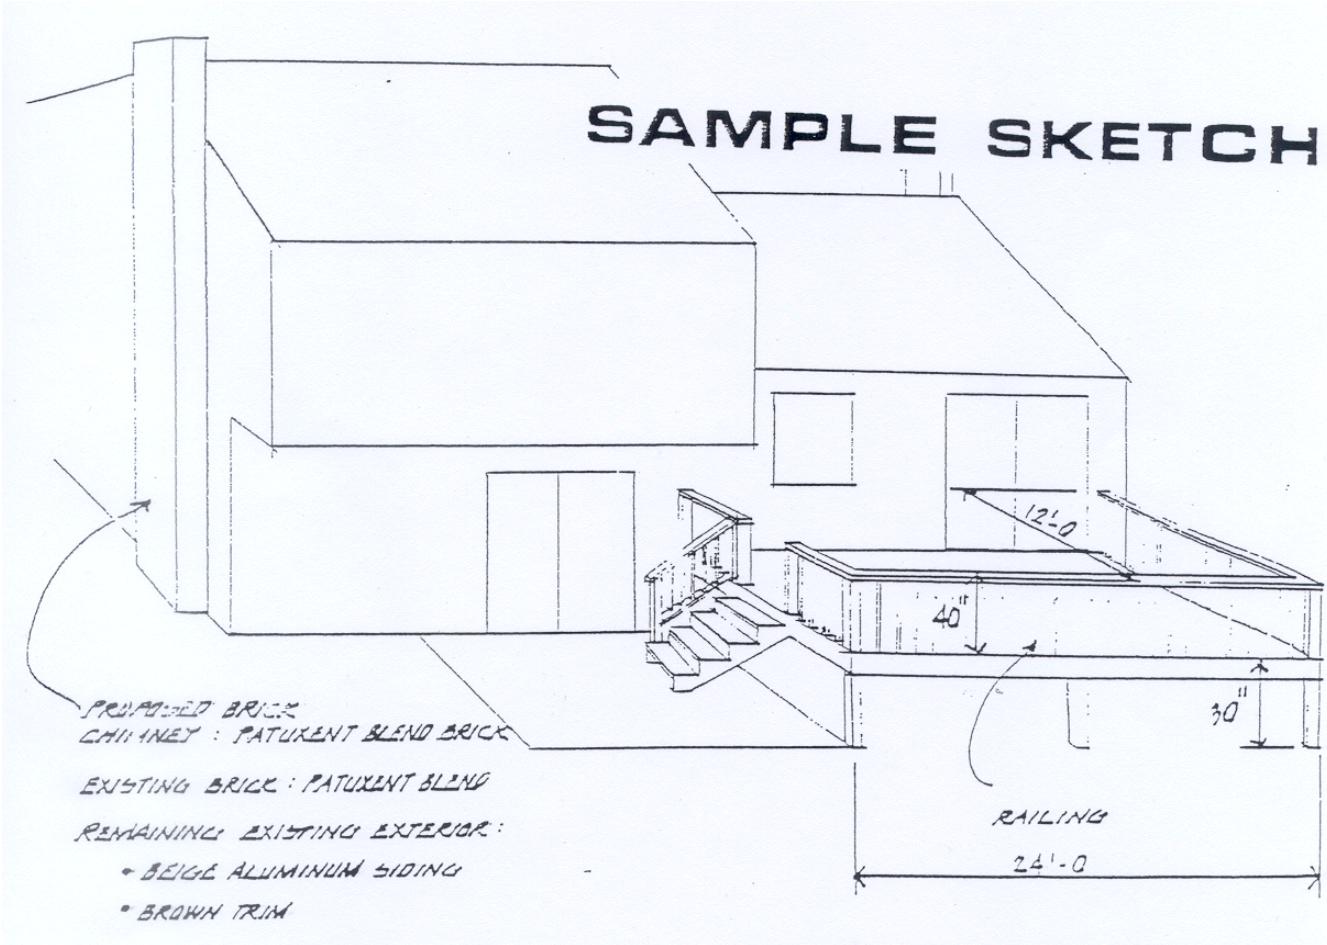 SAMPLE SKETCH
12'-0
40"
30"
PROPOSED BRICK
CHIMNEY : PATUXENT BLEND BRICK
EXISTING BRICK : PATUXENT BLEND
REMAINING EXISTING EXTERIOR :
• BEIGE ALUMINUM SIDING
• BROWN TRIM
RAILING
24'-0